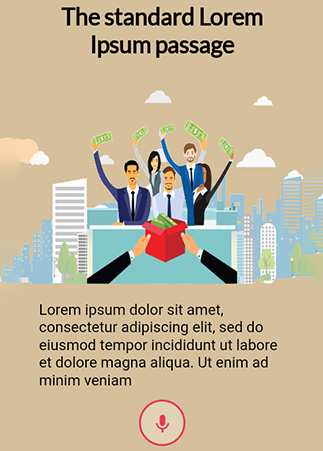 The standard Lorem
Ipsum passage
Lorem ipsum dolor sit amet,
consectetur adipiscing elit, sed do
eiusmod tempor incididunt ut labore
et dolore magna aliqua. Ut enim ad
minim veniam